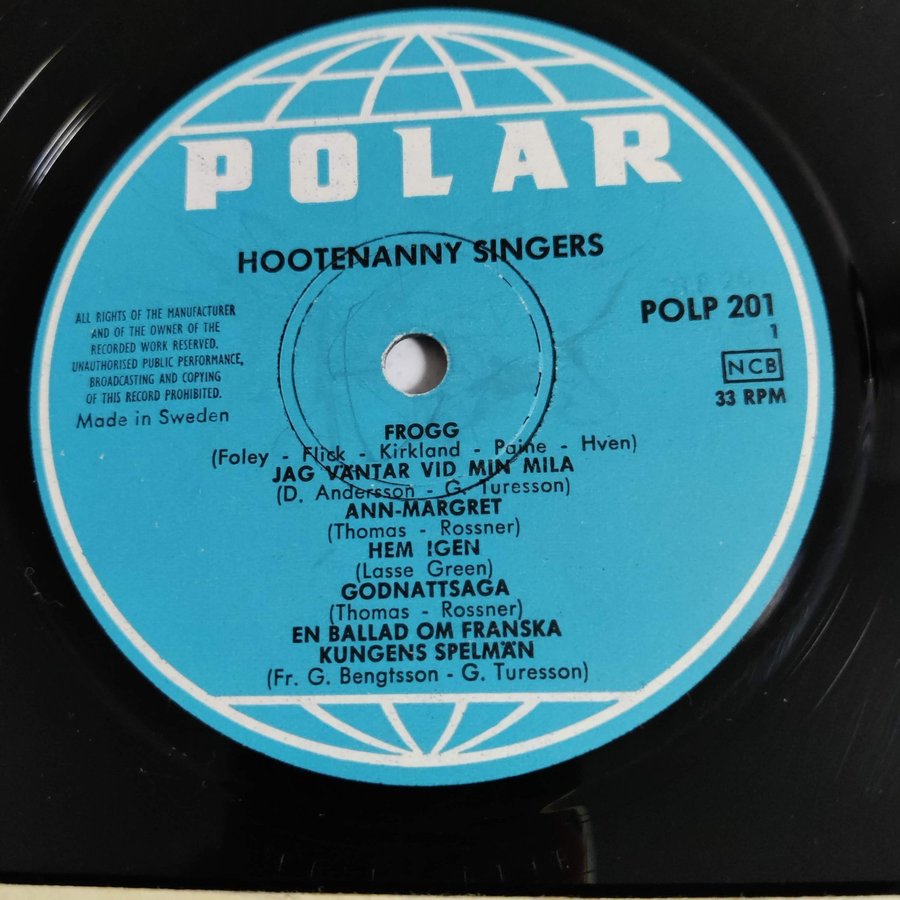 POLAR
HOOTENANNY SINGERS
ALL RIGHTS OF THE MANUFACTURER
AND OF THE OWNER OF THE
RECORDED WORK RESERVED.
UNAUTHORISED PUBLIC PERFORMANCE,
BROADCASTING AND COPYING
OF THIS RECORD PROHIBITED.
Made in Sweden
POLP 201
1
NCB
33 RPM
FROGG
(Foley - Flick - Kirkland - Paine - Hven)
JAG VÄNTAR VID MIN MILA
(D. Andersson - G. Turesson)
ANN-MARGRET
(Thomas - Rossner)
HEM IGEN
(Lasse Green)
GODNATTSAGA
(Thomas - Rossner)
EN BALLAD OM FRANSKA
KUNGENS SPELMÄN
(Fr. G. Bengtsson - G. Turesson)